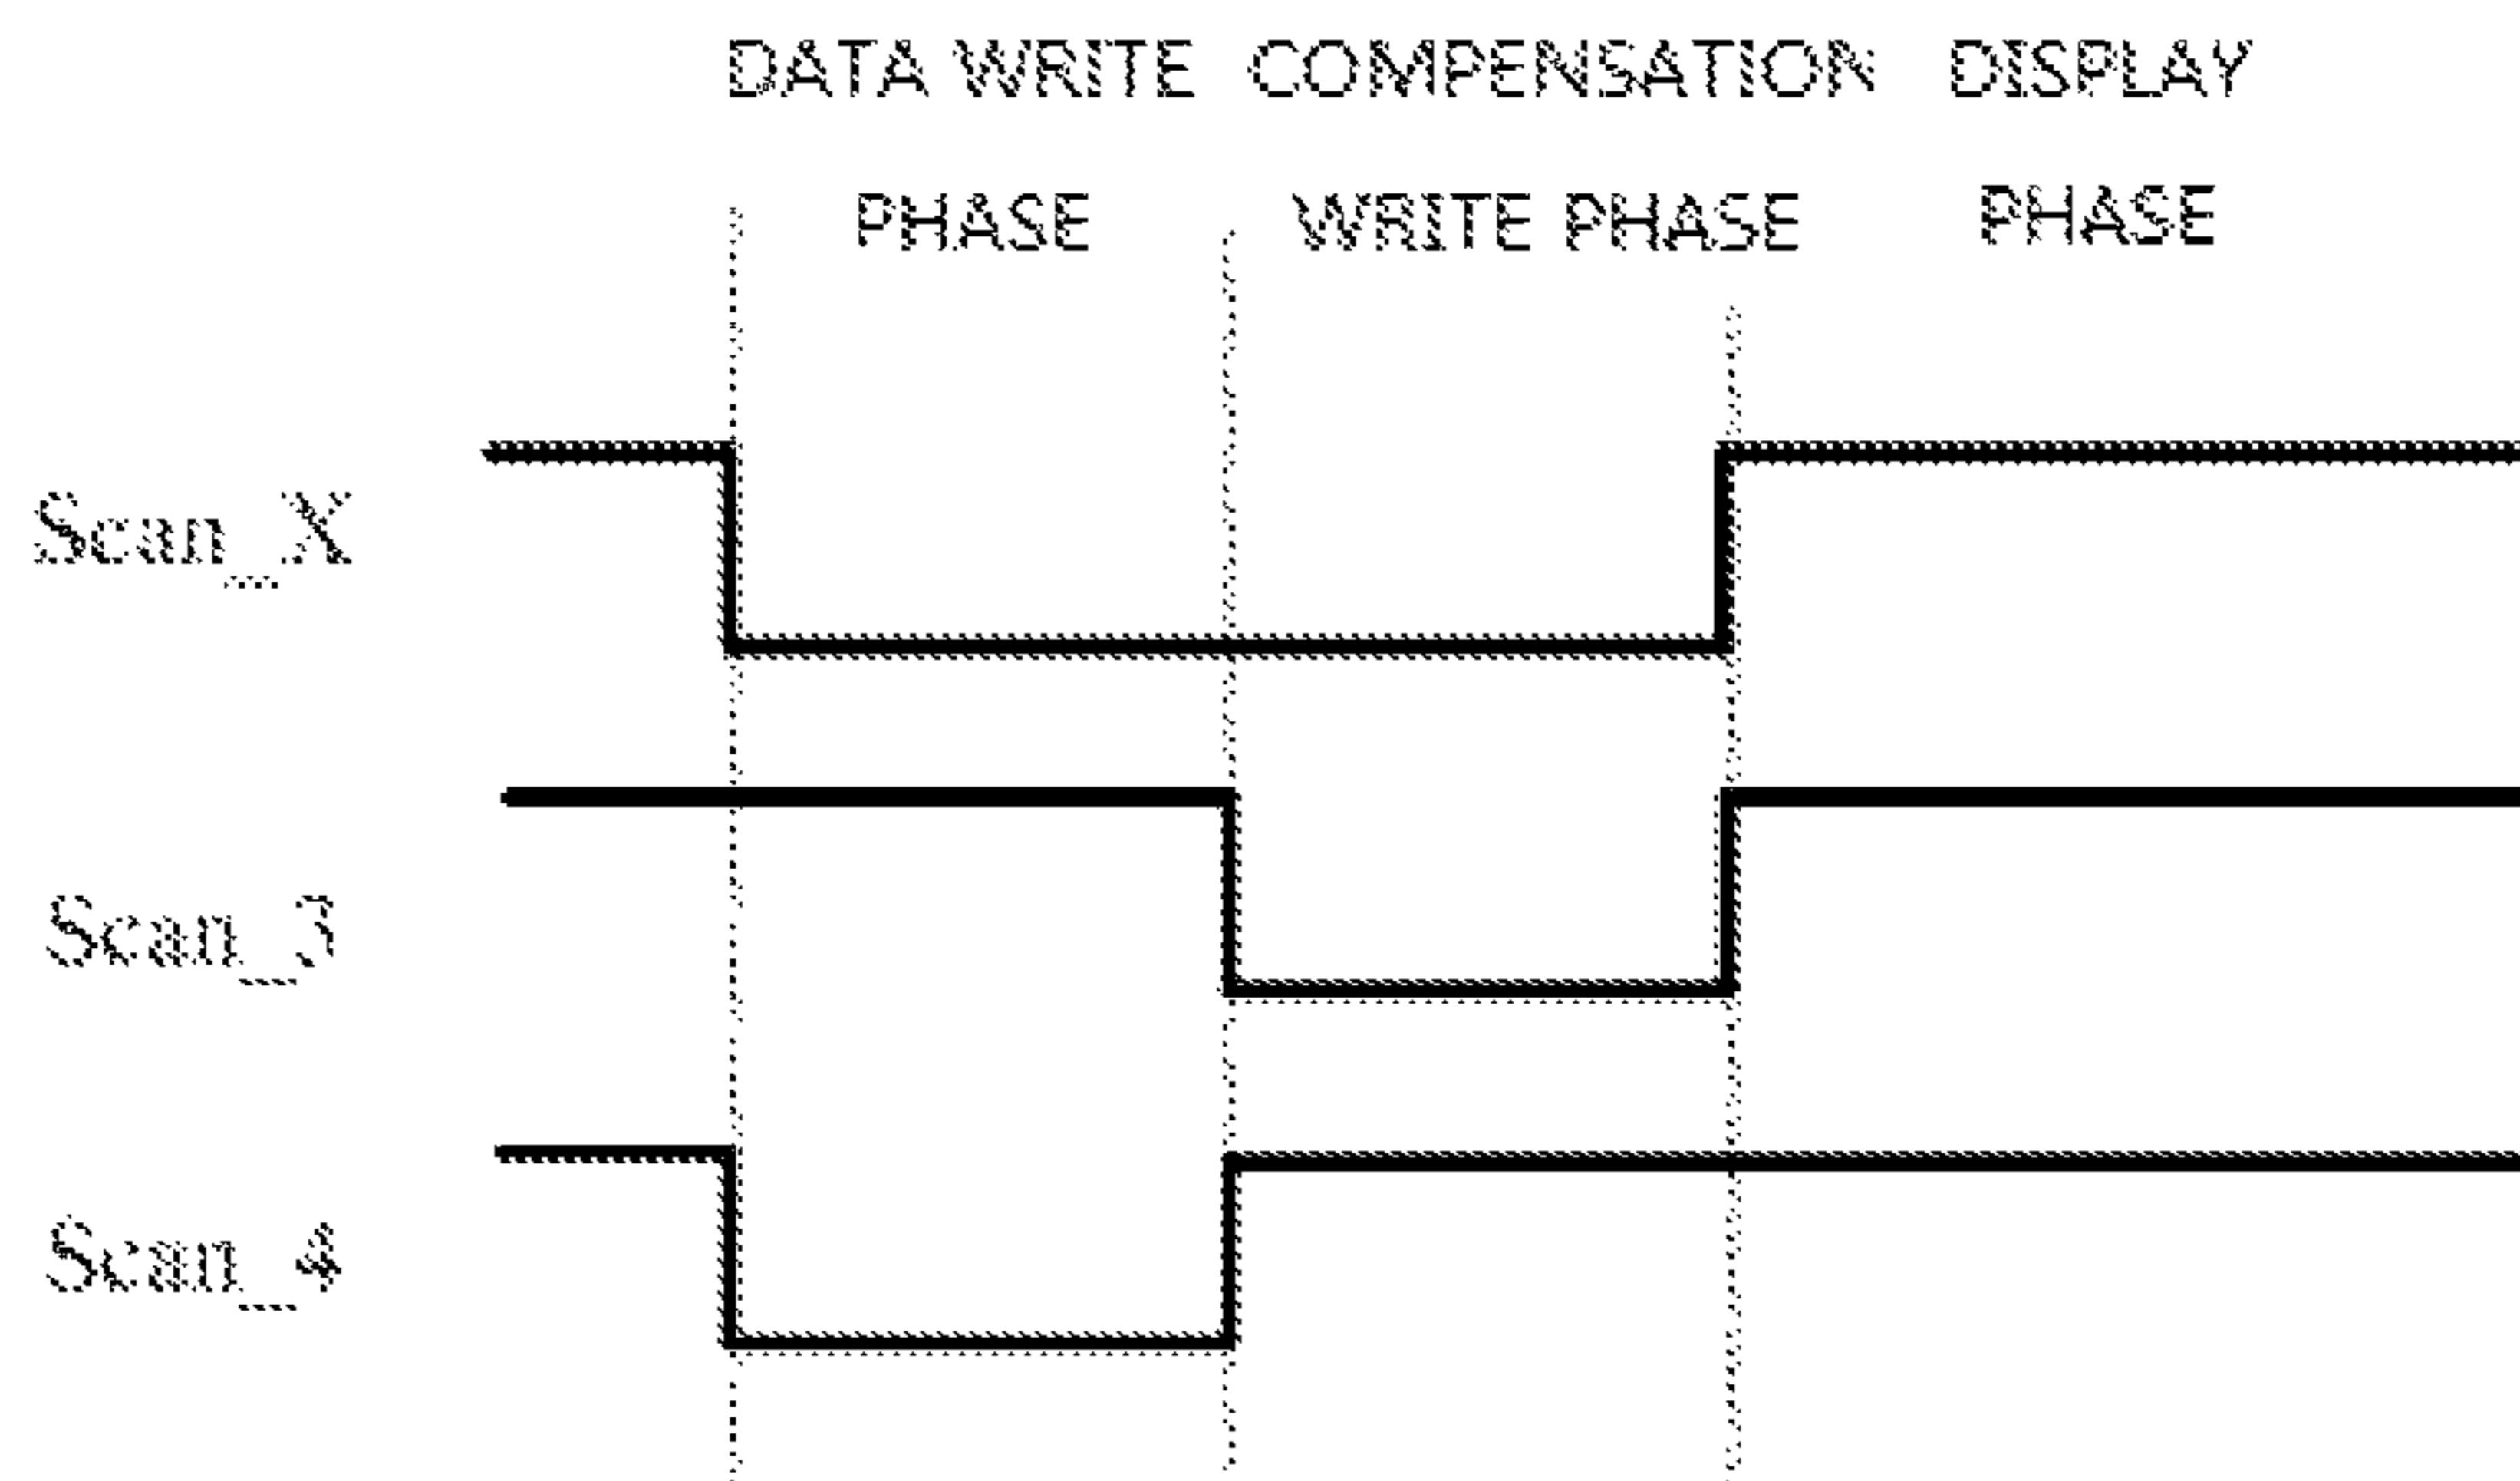 DATA WRITE COMPENSATION DISPLAY
PHASE WRITE PHASE PHASE
Scan_X
Scan_3
Scan_4